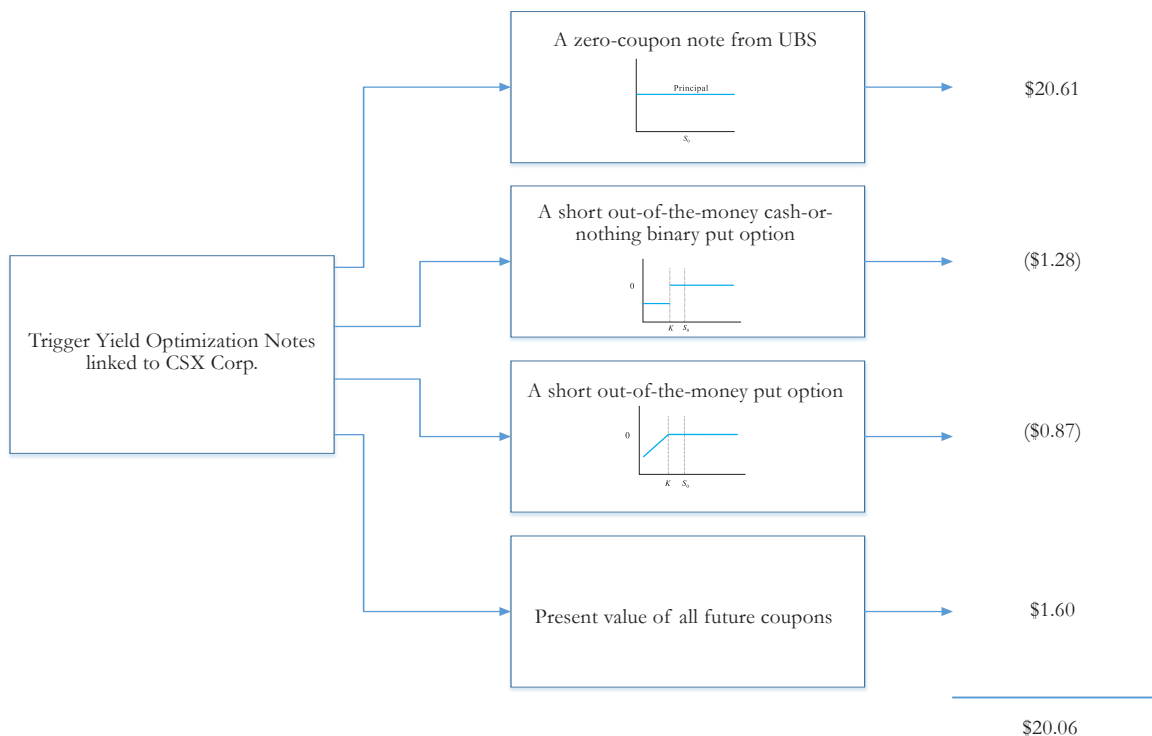 A zero-coupon note from UBS
Principal
S₀
$20.61
A short out-of-the-money cash-or-
nothing binary put option
0
K
S₀
($1.28)
Trigger Yield Optimization Notes
linked to CSX Corp.
A short out-of-the-money put option
0
K
S₀
($0.87)
Present value of all future coupons
$1.60
$20.06